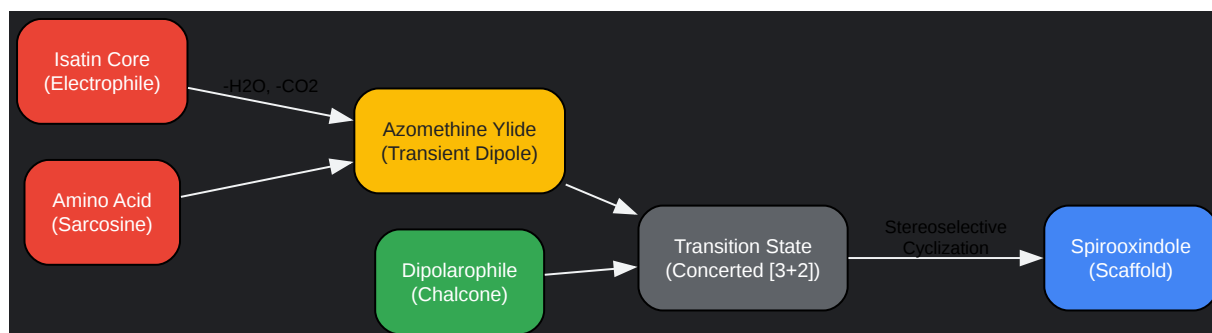 Isatin Core
(Electrophile)
-H2O, -CO2
Azomethine Ylide
(Transient Dipole)
Amino Acid
(Sarcosine)
Dipolarophile
(Chalcone)
Transition State
(Concerted [3+2])
Stereoselective
Cyclization
Spirooxindole
(Scaffold)